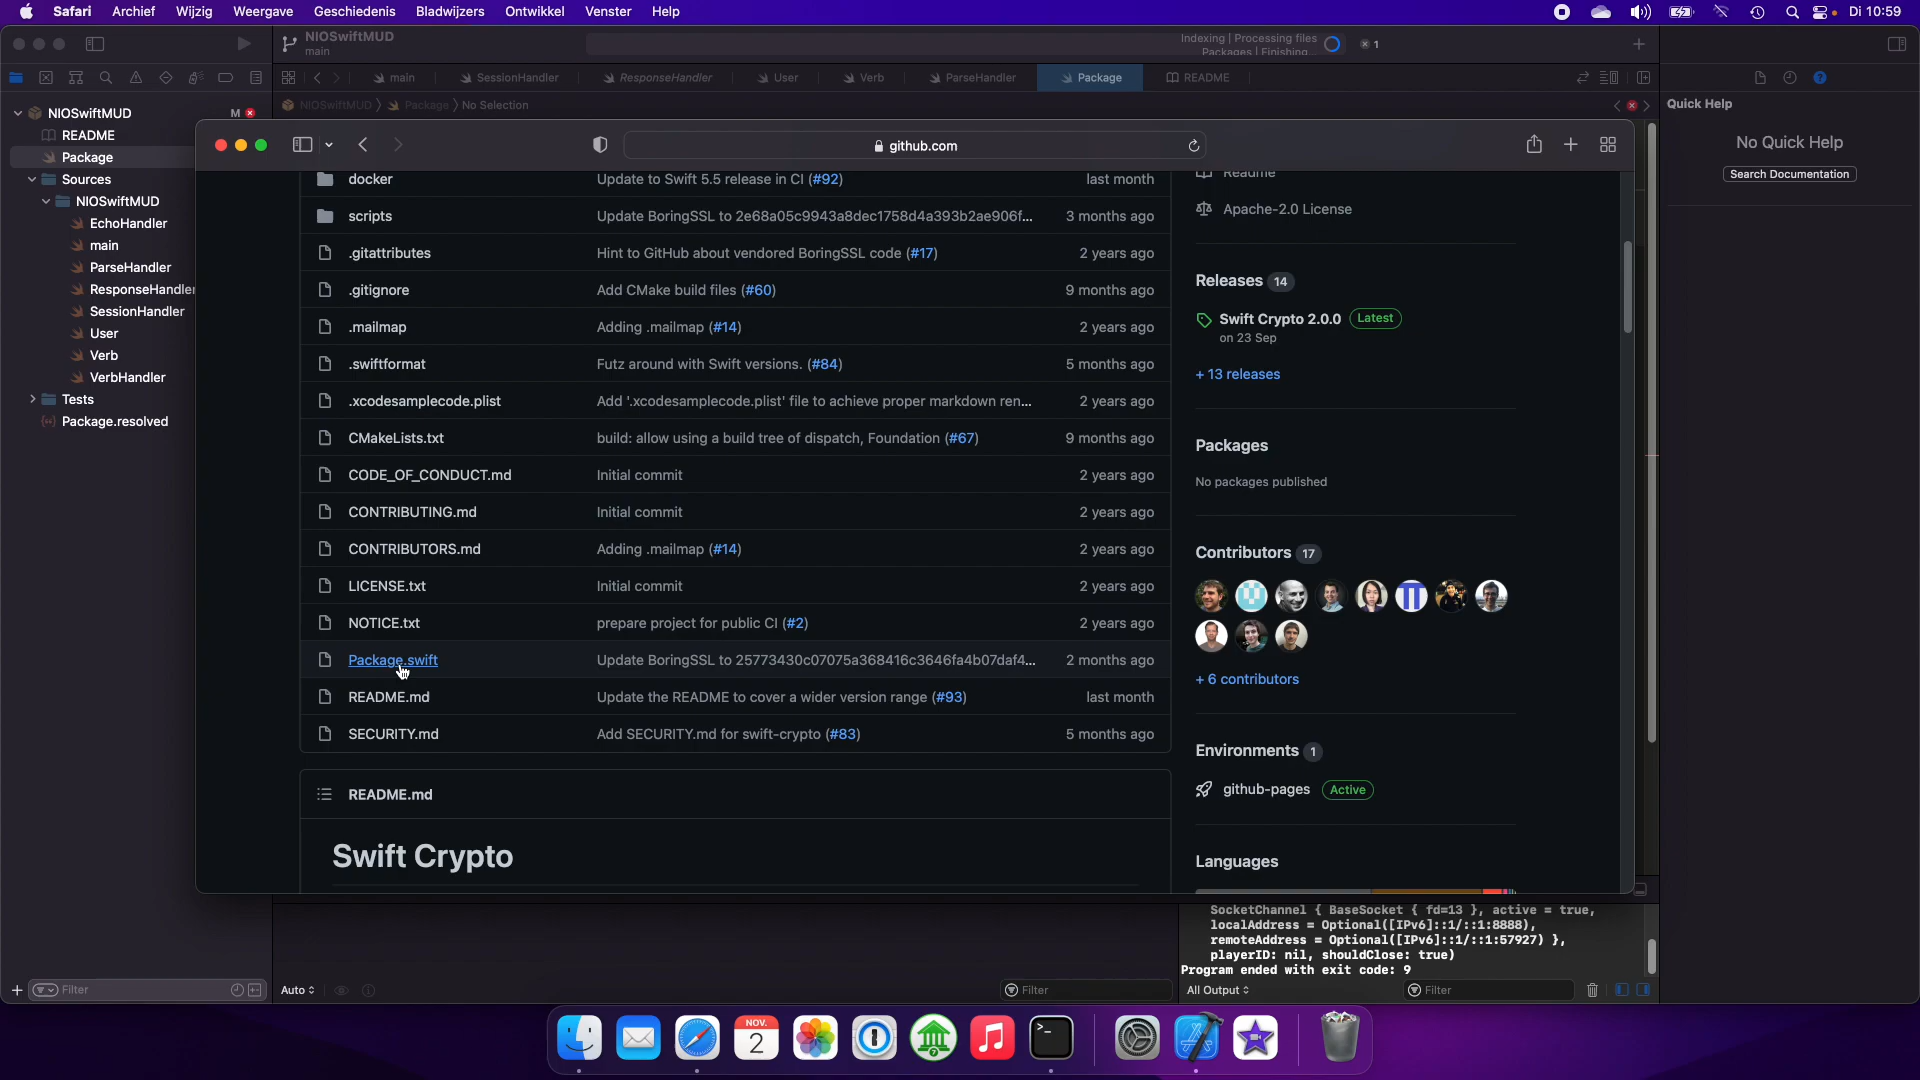 Safari Archief Wijzig Weergave Geschiedenis Bladwijzers Ontwikkel Venster Help Di 10:59
NIOSwiftMUD
main
Indexing | Processing files
Packages | Finishing...
1
main SessionHandler ResponseHandler User Verb ParseHandler Package README
NIOSwiftMUD Package No Selection
Quick Help
No Quick Help
Search Documentation
NIOSwiftMUD M
README
Package
Sources
NIOSwiftMUD
EchoHandler
main
ParseHandler
ResponseHandler
SessionHandler
User
Verb
VerbHandler
Tests
Package.resolved
Filter
github.com
docker Update to Swift 5.5 release in CI (#92) last month
scripts Update BoringSSL to 2e68a05c9943a8dec1758d4a393b2ae906f... 3 months ago
.gitattributes Hint to GitHub about vendored BoringSSL code (#17) 2 years ago
.gitignore Add CMake build files (#60) 9 months ago
.mailmap Adding .mailmap (#14) 2 years ago
.swiftformat Futz around with Swift versions. (#84) 5 months ago
.xcodesamplecode.plist Add '.xcodesamplecode.plist' file to achieve proper markdown ren... 2 years ago
CMakeLists.txt build: allow using a build tree of dispatch, Foundation (#67) 9 months ago
CODE_OF_CONDUCT.md Initial commit 2 years ago
CONTRIBUTING.md Initial commit 2 years ago
CONTRIBUTORS.md Adding .mailmap (#14) 2 years ago
LICENSE.txt Initial commit 2 years ago
NOTICE.txt prepare project for public CI (#2) 2 years ago
Package.swift Update BoringSSL to 25773430c07075a368416c3646fa4b07daf4... 2 months ago
README.md Update the README to cover a wider version range (#93) last month
SECURITY.md Add SECURITY.md for swift-crypto (#83) 5 months ago
README.md
Swift Crypto
Readme
Apache-2.0 License
Releases 14
Swift Crypto 2.0.0 Latest
on 23 Sep
+ 13 releases
Packages
No packages published
Contributors 17
+ 6 contributors
Environments 1
github-pages Active
Languages
SocketChannel { BaseSocket { fd=13 }, active = true,
localAddress = Optional([IPv6]::1/::1:8888),
remoteAddress = Optional([IPv6]::1/::1:57927) },
playerID: nil, shouldClose: true)
Program ended with exit code: 9
Auto Filter All Output Filter
NOV.
2